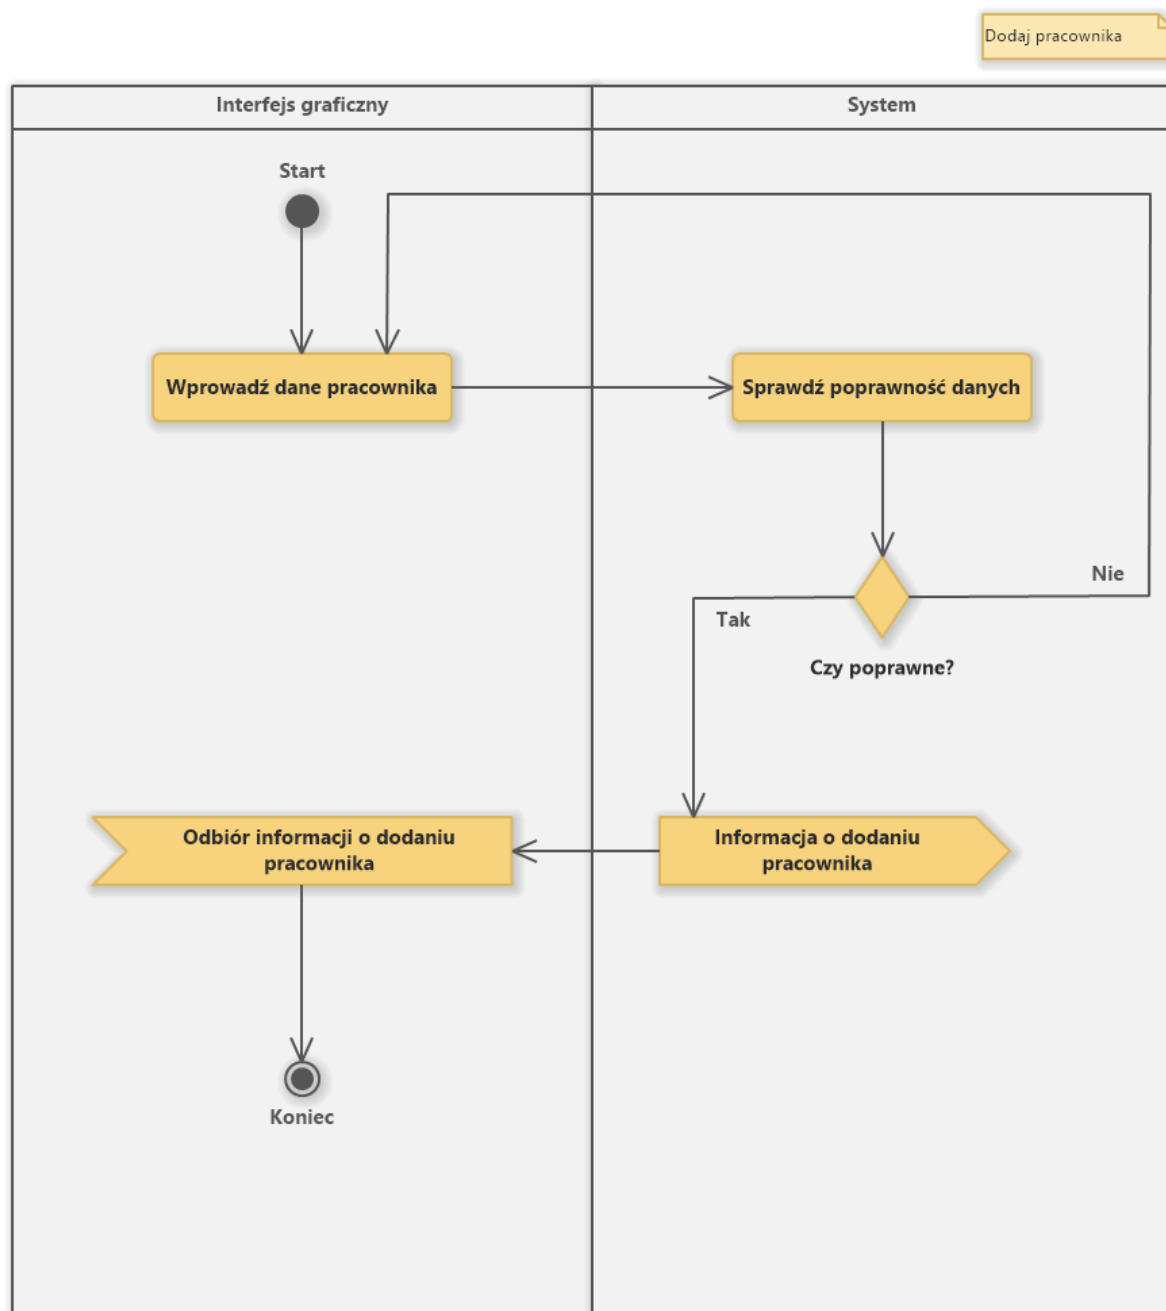 Dodaj pracownika
Interfejs graficzny
System
Start
Wprowadź dane pracownika
Sprawdź poprawność danych
Nie
Tak
Czy poprawne?
Odbiór informacji o dodaniu
pracownika
Informacja o dodaniu
pracownika
Koniec